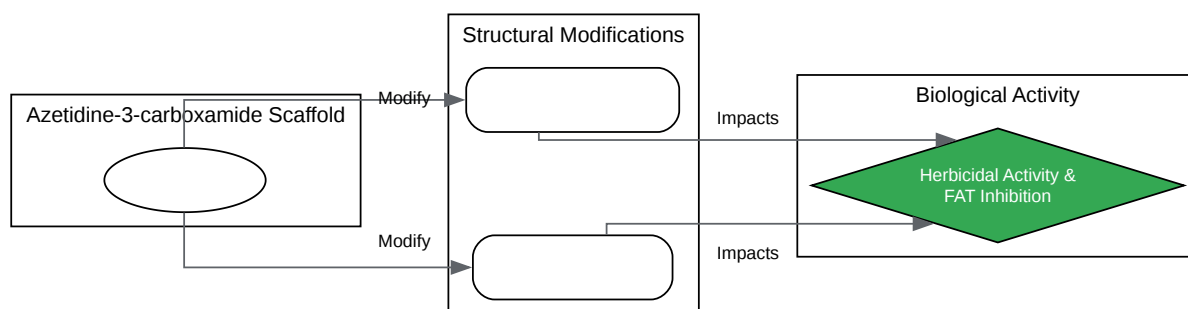 Structural Modifications
Azetidine-3-carboxamide Scaffold
Modify
Impacts
Biological Activity
Herbicidal Activity &
FAT Inhibition
Modify
Impacts